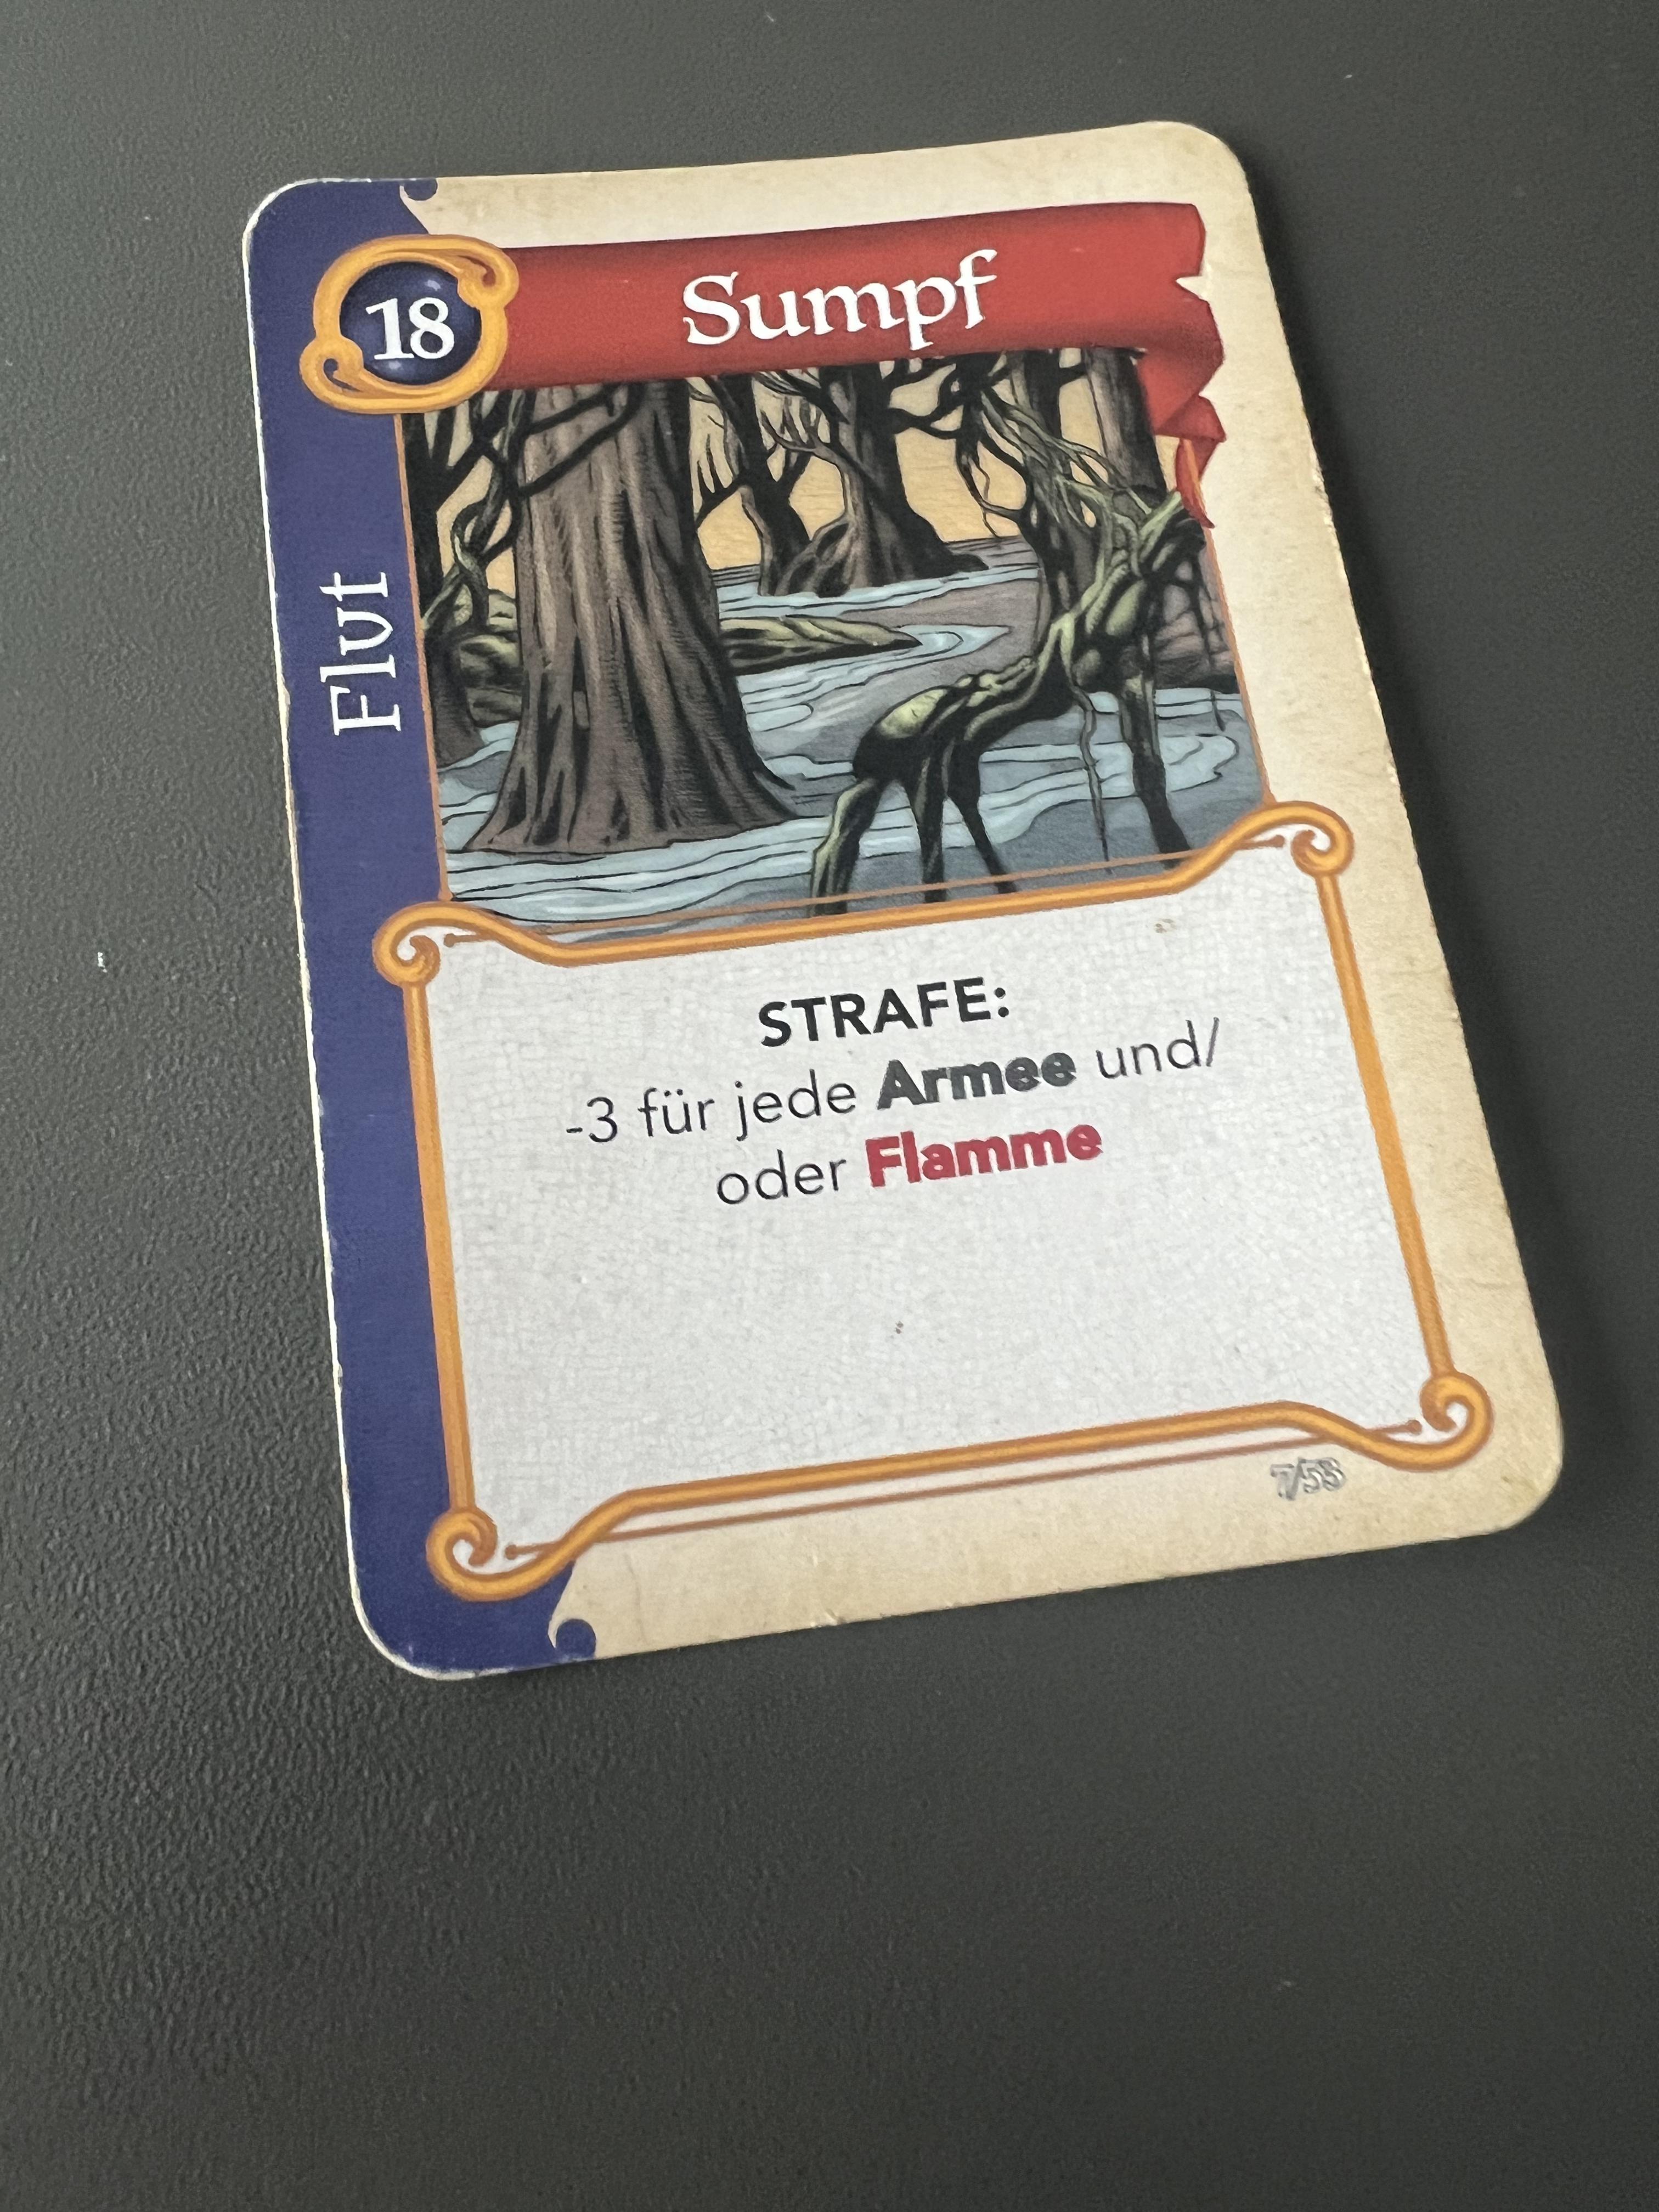 18
Sumpf
Flut
STRAFE:
-3 für jede Armee und/
oder Flamme
7/53